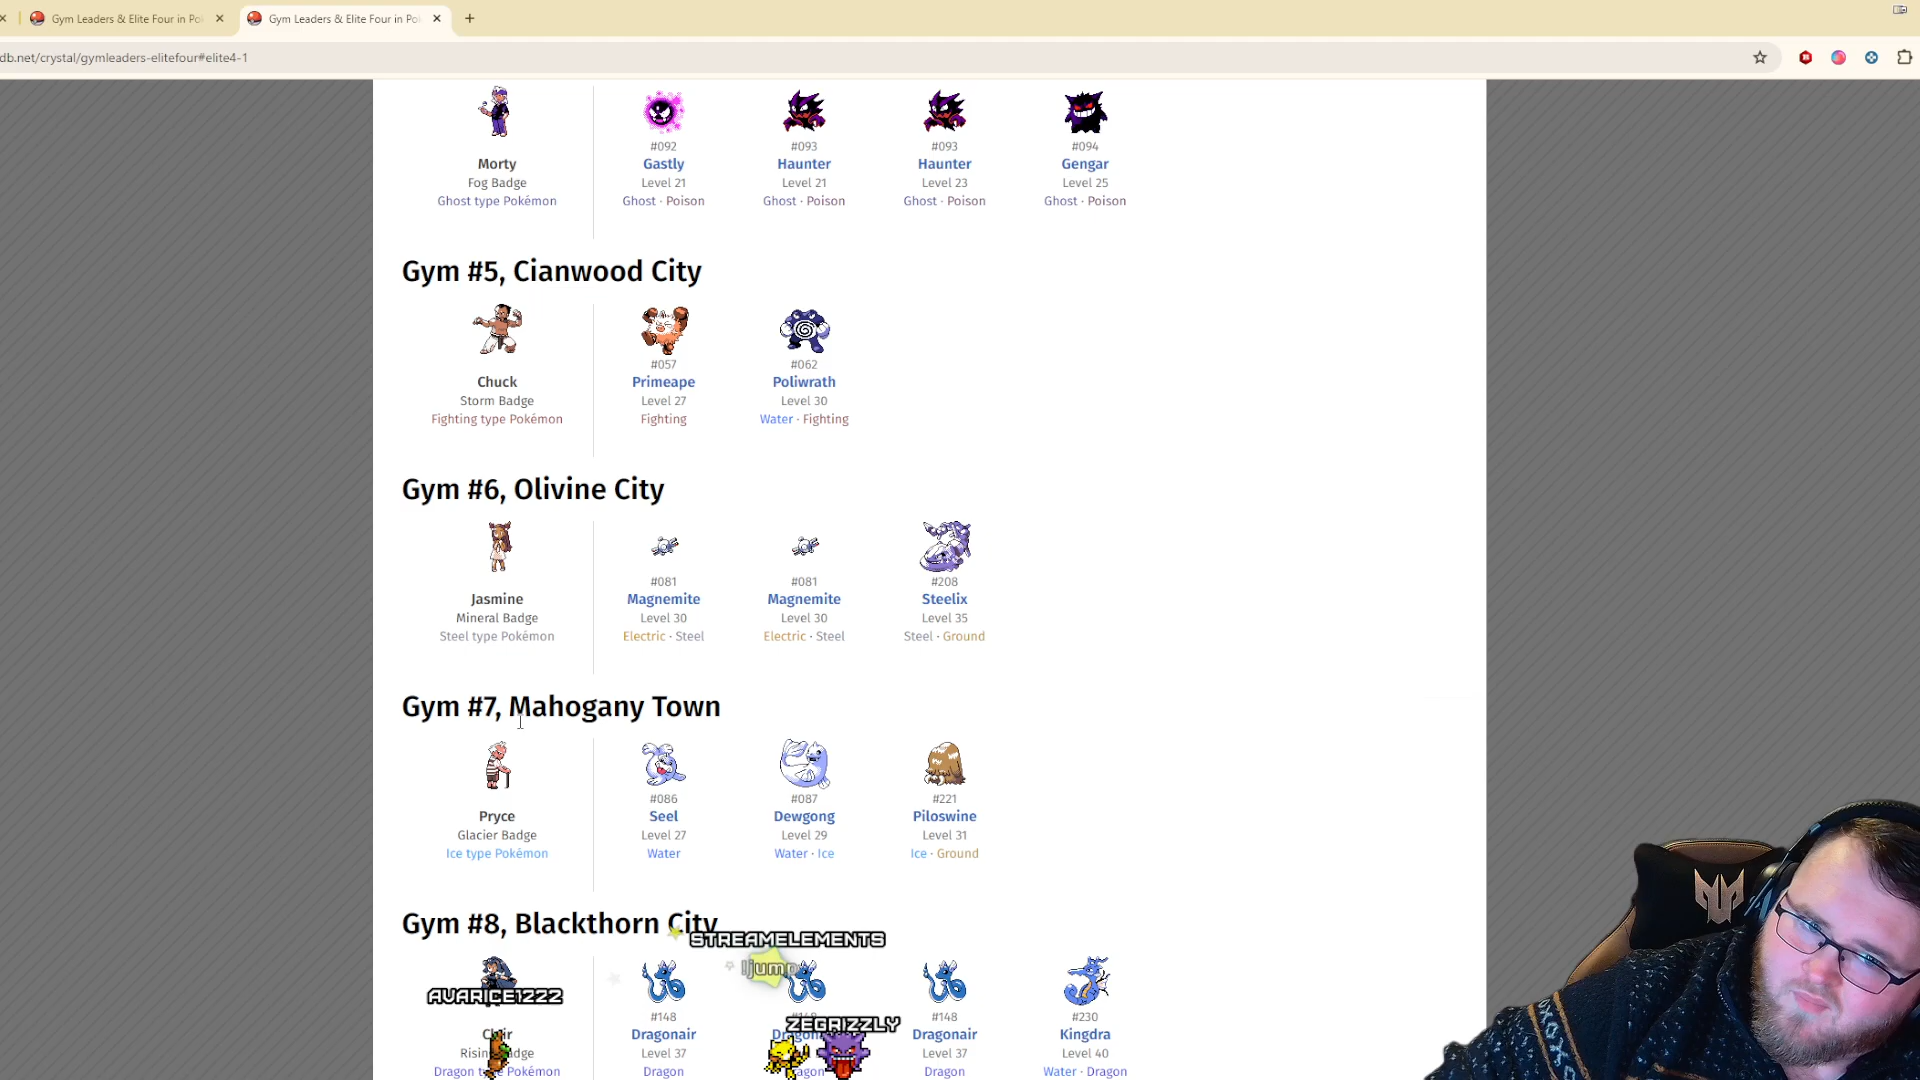 Gym Leaders & Elite Four in Po
Gym Leaders & Elite Four in Pok
db.net/crystal/gymleaders-elitefour#elite4-1
#092 #093 #093 #094
Morty Gastly Haunter Haunter Gengar
Fog Badge Level 21 Level 21 Level 23 Level 25
Ghost type Pokémon Ghost · Poison Ghost · Poison Ghost · Poison Ghost · Poison
Gym #5, Cianwood City
#057 #062
Chuck Primeape Poliwrath
Storm Badge Level 27 Level 30
Fighting type Pokémon Fighting Water · Fighting
Gym #6, Olivine City
#081 #081 #208
Jasmine Magnemite Magnemite Steelix
Mineral Badge Level 30 Level 30 Level 35
Steel type Pokémon Electric · Steel Electric · Steel Steel · Ground
Gym #7, Mahogany Town
#086 #087 #221
Pryce Seel Dewgong Piloswine
Glacier Badge Level 27 Level 29 Level 31
Ice type Pokémon Water Water · Ice Ice · Ground
Gym #8, Blackthorn City
STREAMELEMENTS
!jump
AVARICE1222
#148 #148 #230
ZEGRIZZLY
Dragonair Dragonair Kingdra
Level 37 Level 37 Level 40
Pokémon Dragon Dragon Water · Dragon